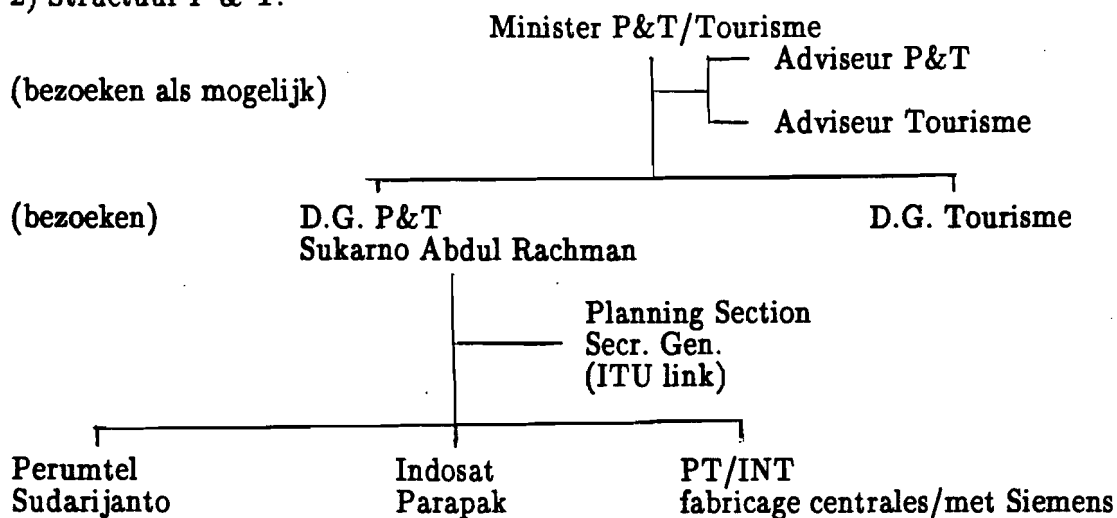 2) Structuur P & T:
Minister P&T/Tourisme
Adviseur P&T
(bezoeken als mogelijk)
Adviseur Tourisme
(bezoeken)
D.G. P&T
Sukarno Abdul Rachman
D.G. Tourisme
Planning Section
Secr. Gen.
(ITU link)
Perumtel
Sudarijanto
Indosat
Parapak
PT/INT
fabricage centrales/met Siemens